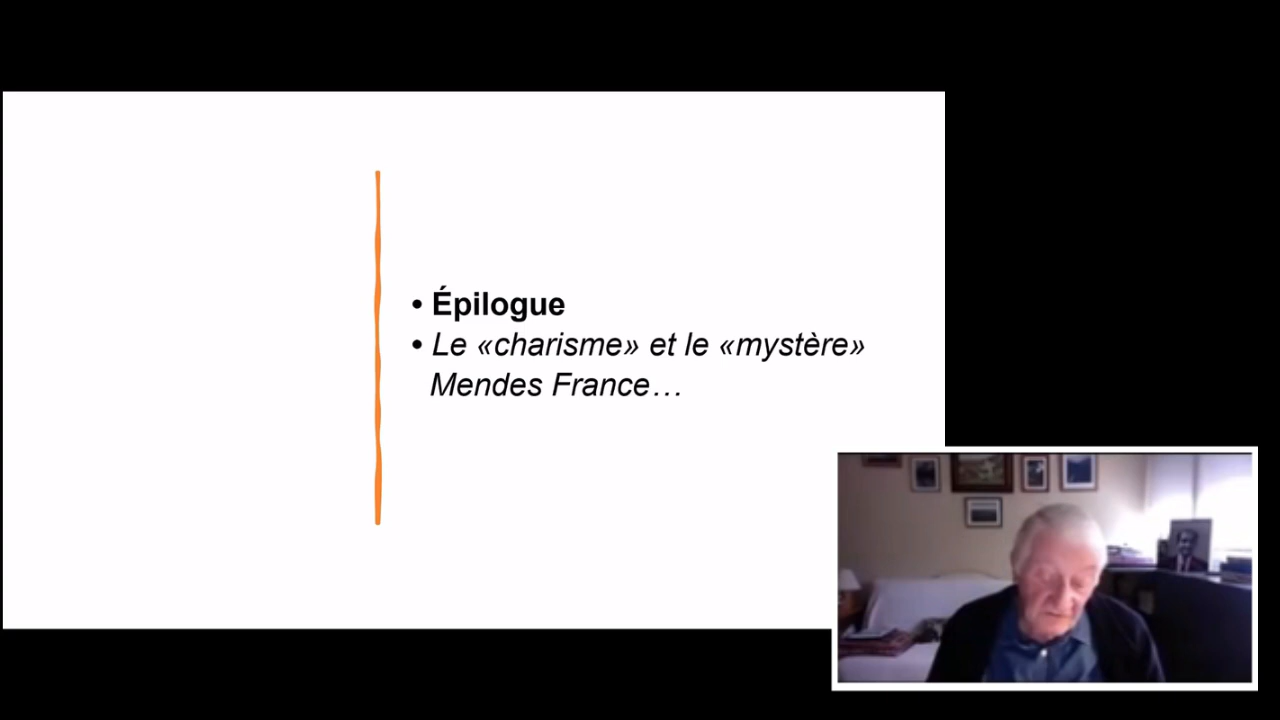 • Épilogue
• Le «charisme» et le «mystère»
Mendes France…